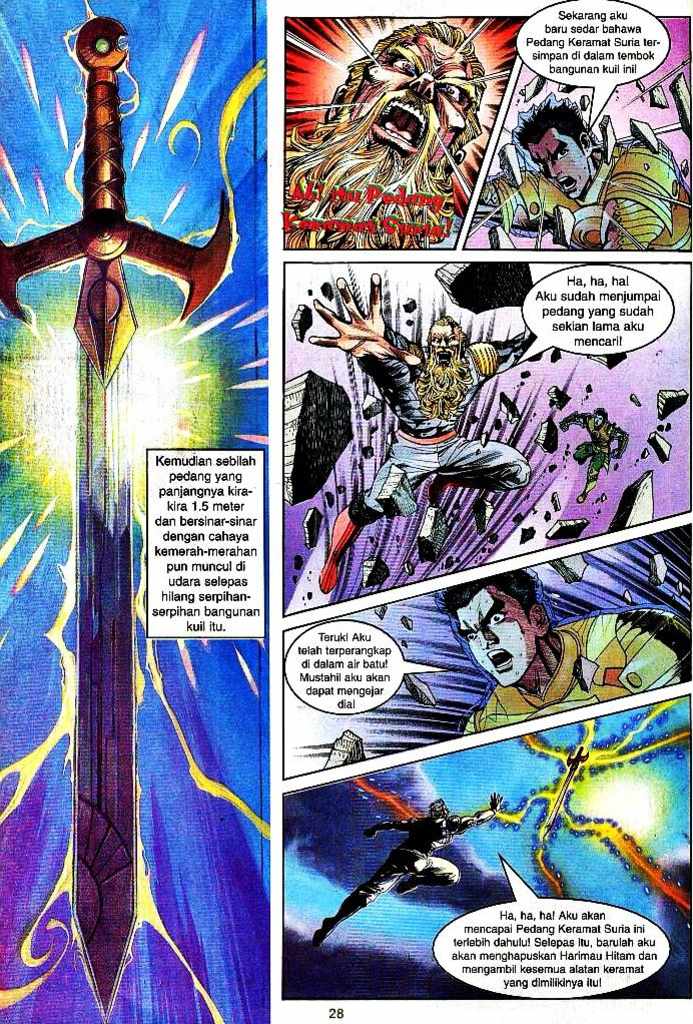 Kemudian sebilah
pedang yang
panjangnya kira-
kira 1.5 meter
dan bersinar-sinar
dengan cahaya
kemerah-merahan
pun muncul di
udara selepas
hilang serpihan-
serpihan bangunan
kuil itu.
Ah! Itu Pedang
Keramat Suria!
Sekarang aku
baru sedar bahawa
Pedang Keramat Suria ter-
simpan di dalam tembok
bangunan kuil ini!
Ha, ha, ha!
Aku sudah menjumpai
pedang yang sudah
sekian lama aku
mencari!
Teruk! Aku
telah terperangkap
di dalam air batu!
Mustahil aku akan
dapat mengejar
dia!
Ha, ha, ha! Aku akan
mencapai Pedang Keramat Suria ini
terlebih dahulu! Selepas itu, barulah aku
akan menghapuskan Harimau Hitam dan
mengambil kesemua alatan keramat
yang dimilikinya itu!
28